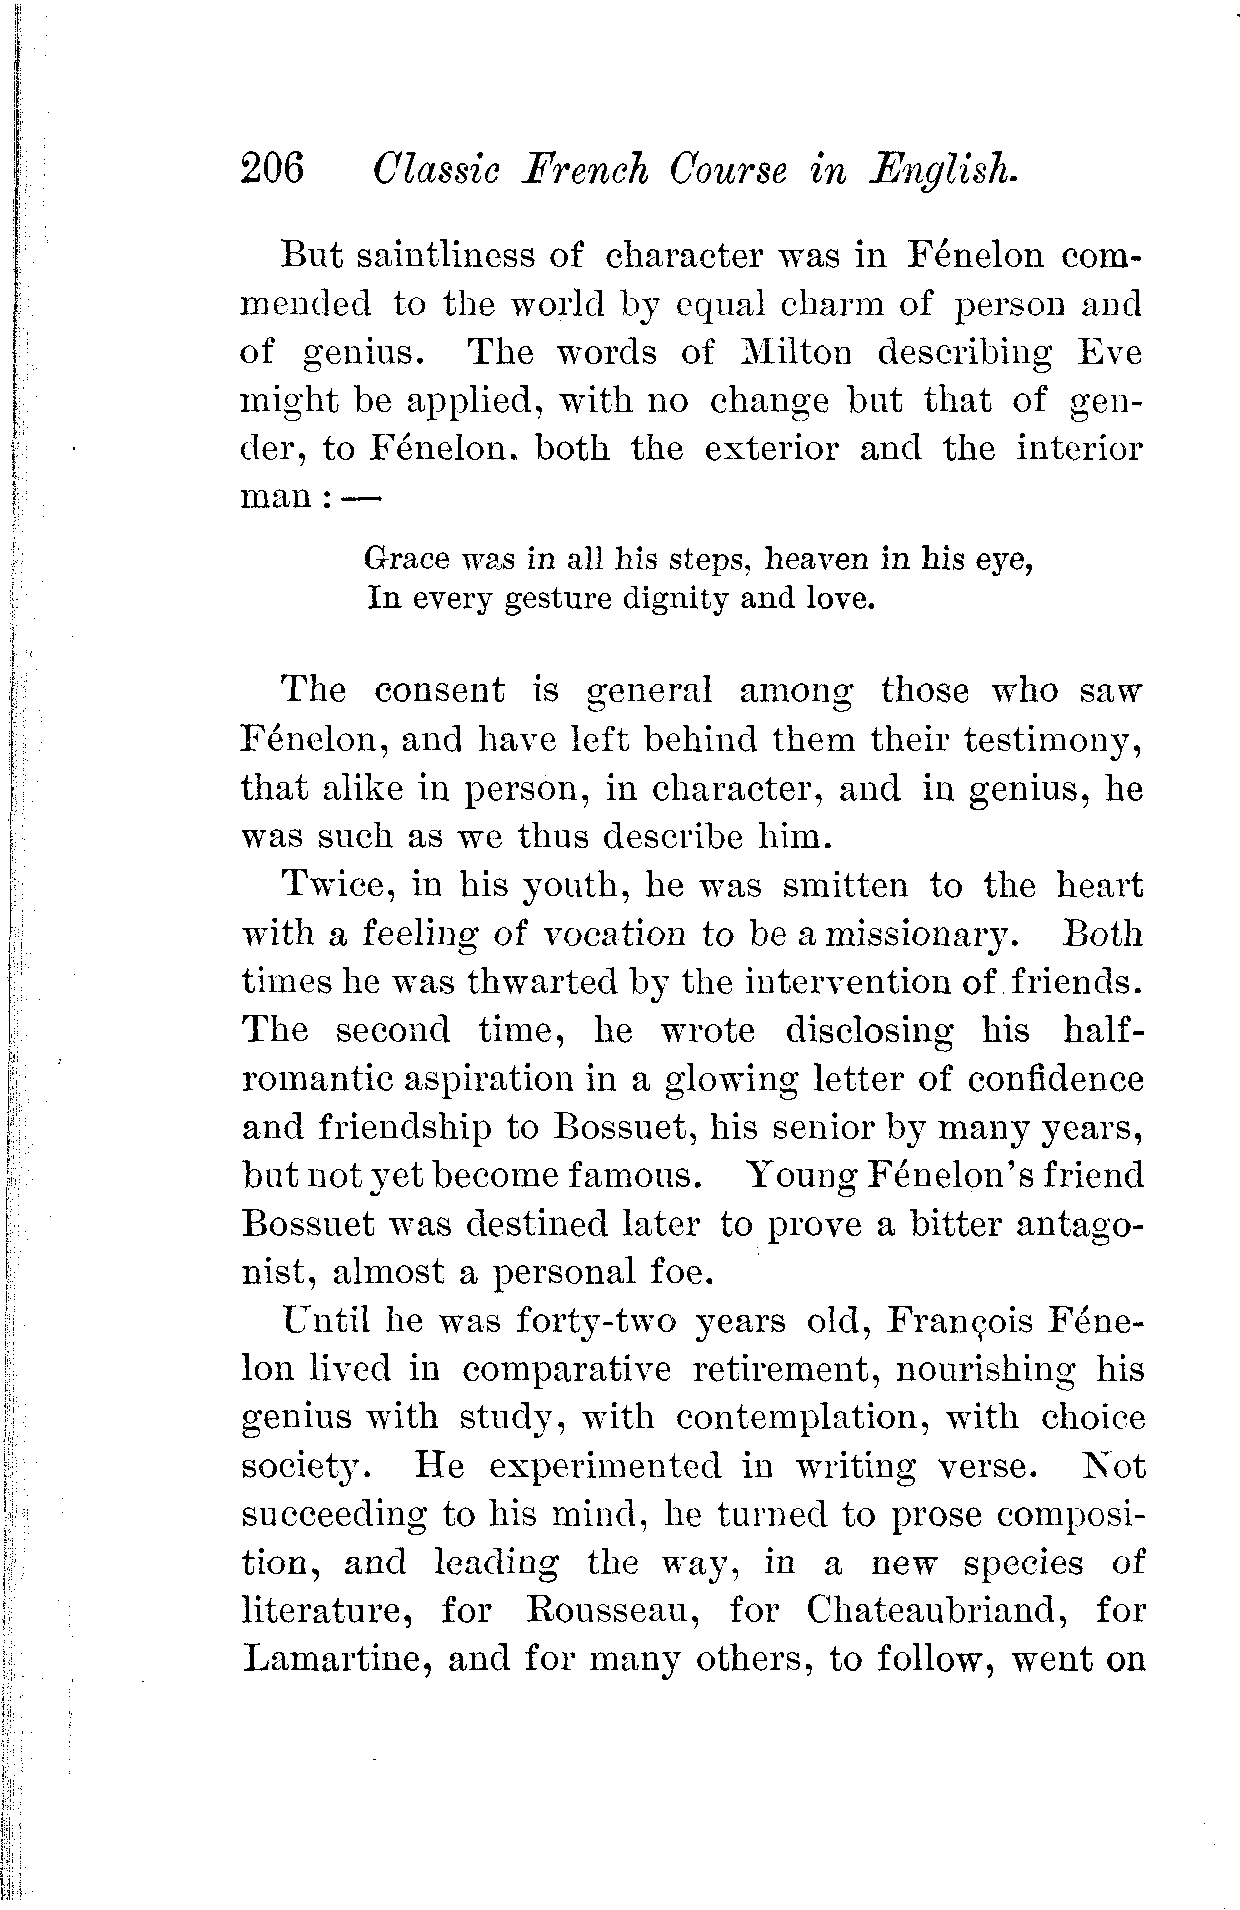 206 Classic French Course in English.
But saintliness of character was in Fénelon com-
mended to the world by equal charm of person and
of genius. The words of Milton describing Eve
might be applied, with no change but that of gen-
der, to Fénelon, both the exterior and the interior
man : —
Grace was in all his steps, heaven in his eye,
In every gesture dignity and love.
The consent is general among those who saw
Fénelon, and have left behind them their testimony,
that alike in person, in character, and in genius, he
was such as we thus describe him.
Twice, in his youth, he was smitten to the heart
with a feeling of vocation to be a missionary. Both
times he was thwarted by the intervention of friends.
The second time, he wrote disclosing his half-
romantic aspiration in a glowing letter of confidence
and friendship to Bossuet, his senior by many years,
but not yet become famous. Young Fénelon's friend
Bossuet was destined later to prove a bitter antago-
nist, almost a personal foe.
Until he was forty-two years old, François Féne-
lon lived in comparative retirement, nourishing his
genius with study, with contemplation, with choice
society. He experimented in writing verse. Not
succeeding to his mind, he turned to prose composi-
tion, and leading the way, in a new species of
literature, for Rousseau, for Chateaubriand, for
Lamartine, and for many others, to follow, went on